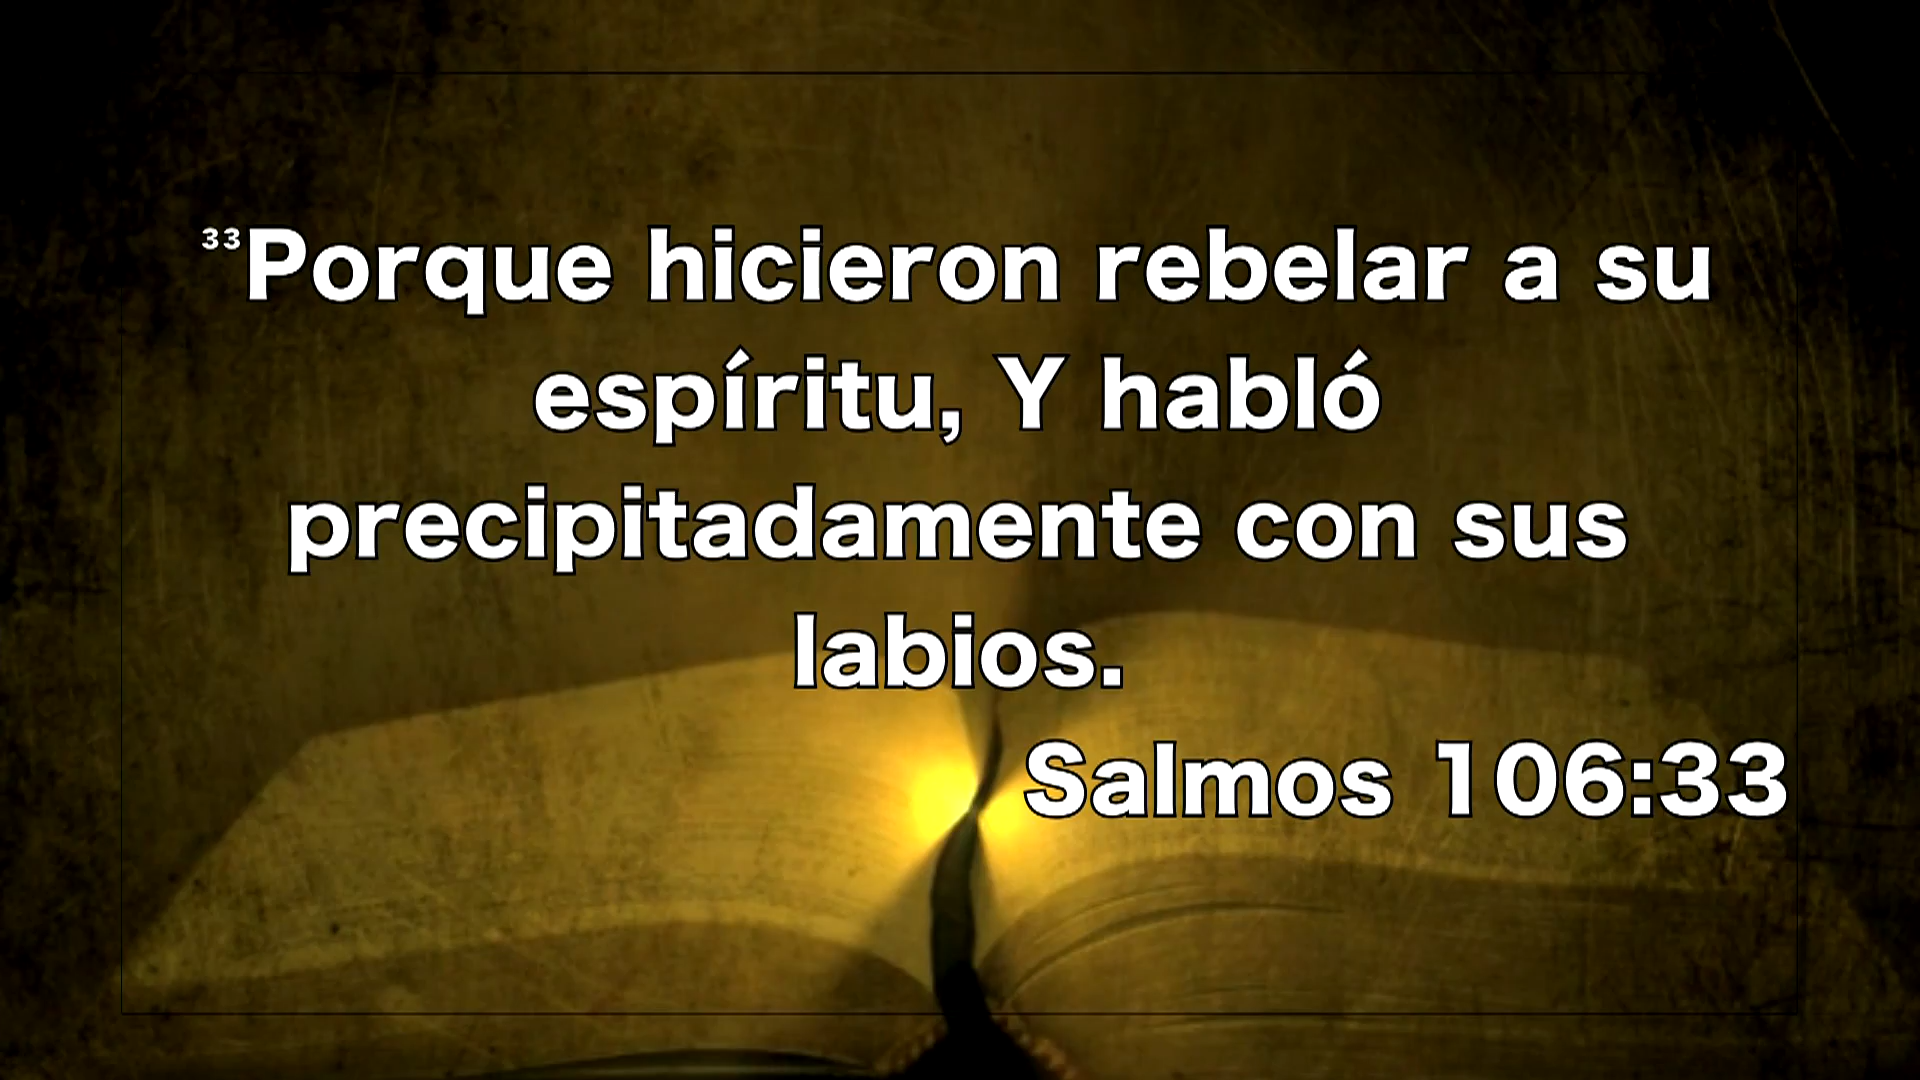 ³³Porque hicieron rebelar a su
espíritu, Y habló
precipitadamente con sus
labios.
Salmos 106:33